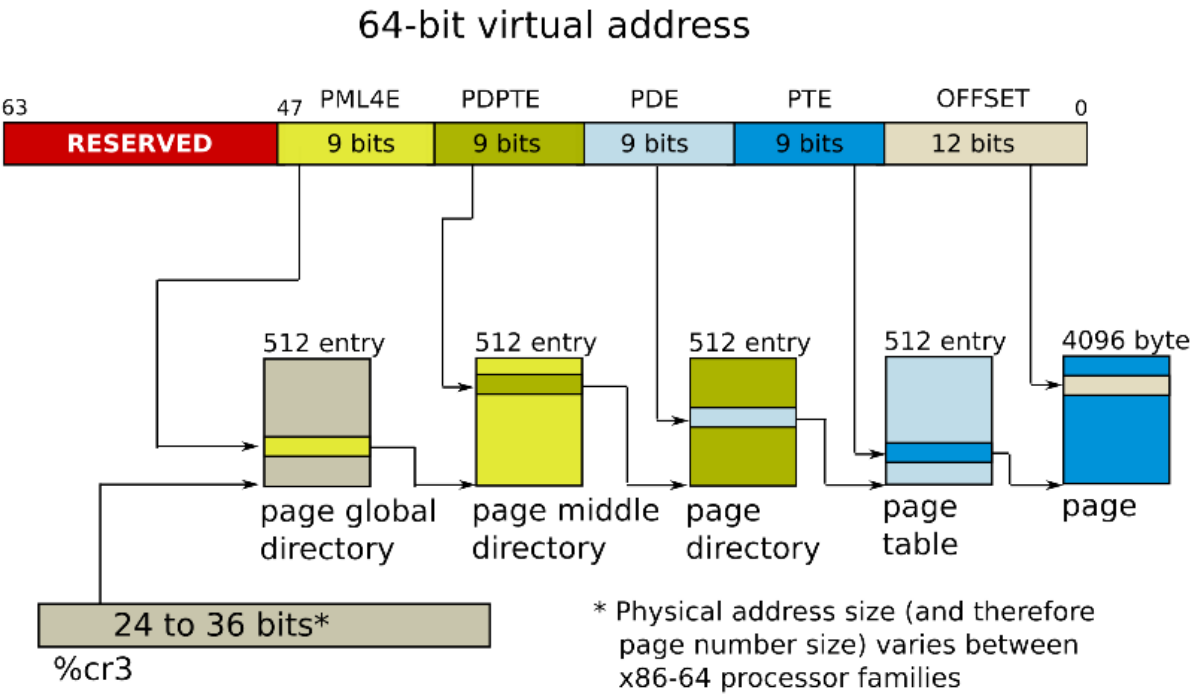 64-bit virtual address
63
47
PML4E
PDPTE
PDE
PTE
OFFSET
0
RESERVED
9 bits
9 bits
9 bits
9 bits
12 bits
512 entry
512 entry
512 entry
512 entry
4096 byte
page global
directory
page middle
directory
page
directory
page
table
page
24 to 36 bits*
%cr3
* Physical address size (and therefore
page number size) varies between
x86-64 processor families